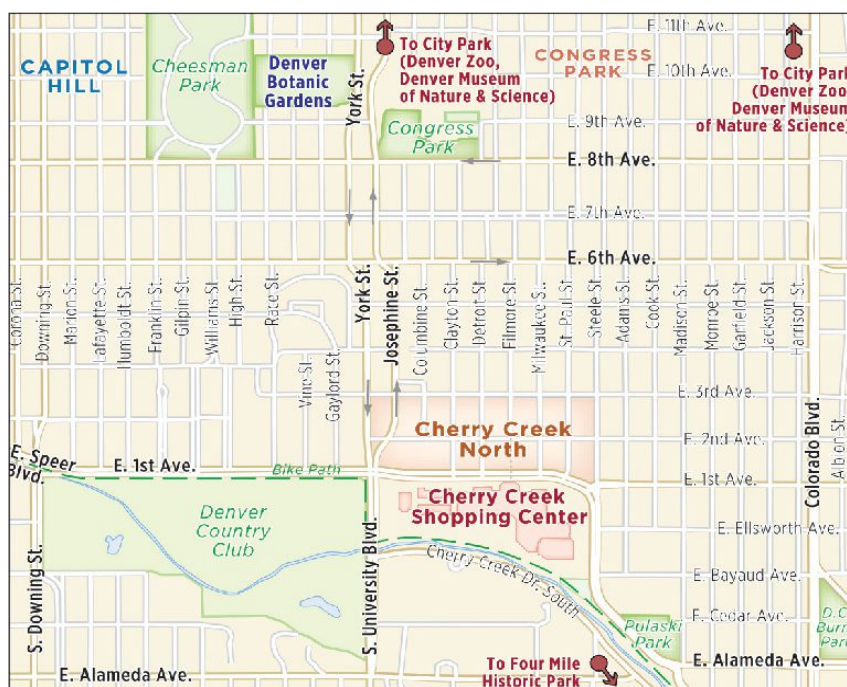 E. 11th Ave.
To City Park
(Denver Zoo,
Denver Museum
of Nature & Science)
CONGRESS
PARK
CAPITOL
HILL
Cheesman
Park
Denver
Botanic
Gardens
York St.
E. 10th Ave.
To City Park
(Denver Zoo,
Denver Museum
of Nature & Science)
Congress
Park
E. 9th Ave.
E. 8th Ave.
E. 7th Ave.
E. 6th Ave.
Corona St.
Downing St.
Marion St.
Lafayette St.
Humboldt St.
Franklin St.
Gilpin St.
Williams St.
High St.
Race St.
Vine St.
Gaylord St.
York St.
Josephine St.
Columbine St.
Clayton St.
Detroit St.
Filmore St.
Milwaukee St.
St. Paul St.
Steele St.
Adams St.
Cook St.
Madison St.
Monroe St.
Garfield St.
Jackson St.
Harrison St.
Colorado Blvd.
Albion St.
E. 3rd Ave.
Cherry Creek
North
E. 2nd Ave.
E. Speer
Blvd.
E. 1st Ave.
Bike Path
E. 1st Ave.
Cherry Creek
Shopping Center
Denver
Country
Club
E. Ellsworth Ave.
Cherry Creek Dr. South
E. Bayaud Ave.
S. Downing St.
S. University Blvd.
E. Cedar Ave.
Pulaski
Park
D.C.
Burn
Park
To Four Mile
Historic Park
E. Alameda Ave.
E. Alameda Ave.